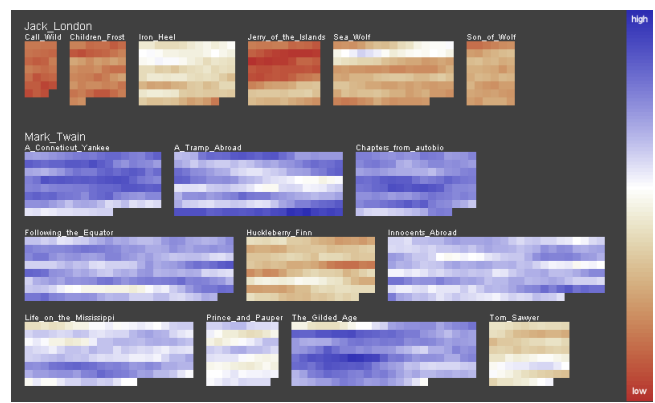 high
Jack_London
Call_Wild Children_Frost Iron_Heel Jerry_of_the_Islands Sea_Wolf Son_of_Wolf
Mark_Twain
A_Conneticut_Yankee A_Tramp_Abroad Chapters_from_autobio
Following_the_Equator Huckleberry_Finn Innocents_Abroad
Life_on_the_Mississippi Prince_and_Pauper The_Gilded_Age Tom_Sawyer
low